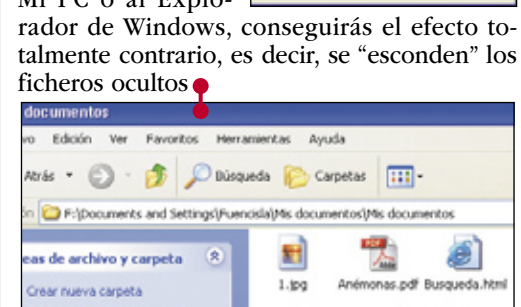 Mi PC o al Explo-
rador de Windows, conseguirás el efecto to-
talmente contrario, es decir, se “esconden” los
ficheros ocultos
documentos
vo Edición Ver Favoritos Herramientas Ayuda
Atrás Búsqueda Carpetas
ón F:\Documents and Settings\Fuencisla\Mis documentos\Mis documentos
eas de archivo y carpeta
1.jpg Anémonas.pdf Busqueda.html
Crear nueva carpeta